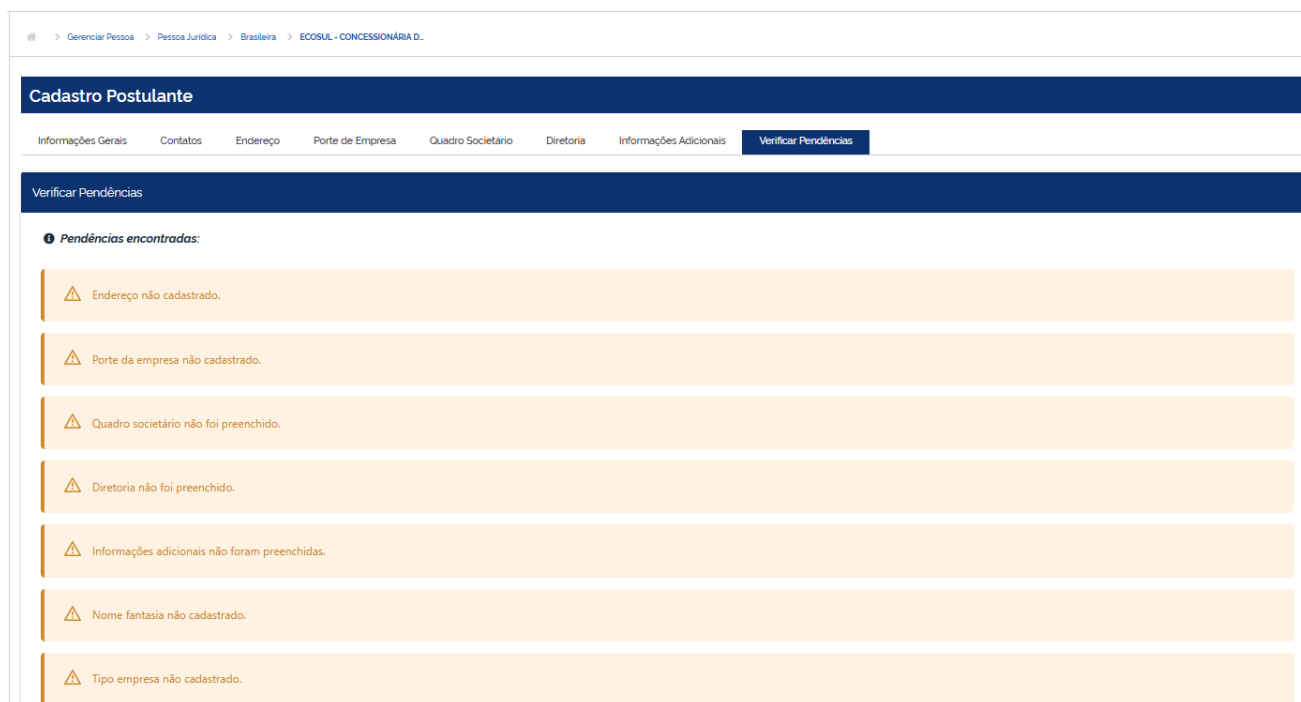 Gerenciar Pessoa > Pessoa Juridica > Brasileira > ECOSUL - CONCESSIONÁRIA D...
Cadastro Postulante
Informações Gerais Contatos Endereço Porte de Empresa Quadro Societário Diretoria Informações Adicionais Verificar Pendências
Verificar Pendências
Pendências encontradas:
Endereço não cadastrado.
Porte da empresa não cadastrado.
Quadro societário não foi preenchido.
Diretoria não foi preenchido.
Informações adicionais não foram preenchidas.
Nome fantasia não cadastrado.
Tipo empresa não cadastrado.